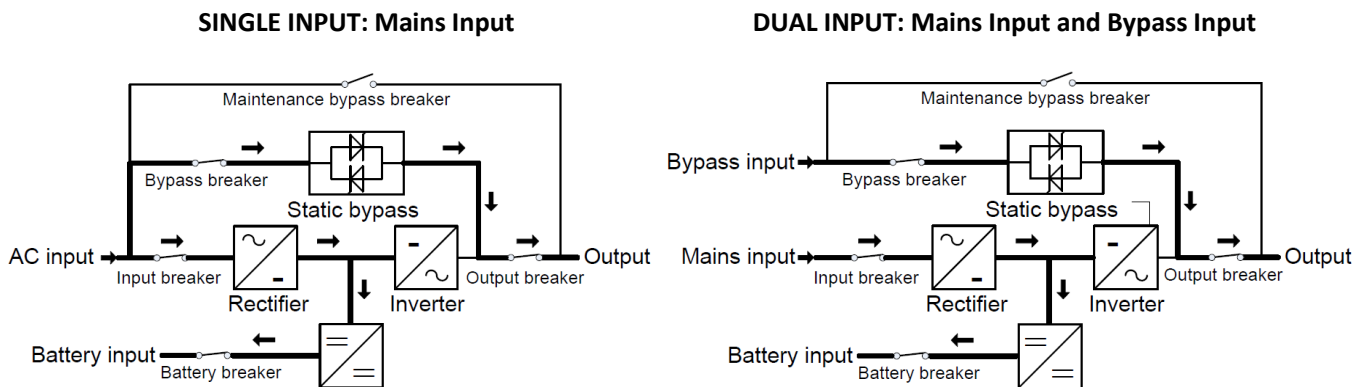 SINGLE INPUT: Mains Input
Maintenance bypass breaker
Bypass breaker
Static bypass
AC input
Input breaker
Output breaker
Output
Rectifier
Inverter
Battery input
Battery breaker
DUAL INPUT: Mains Input and Bypass Input
Maintenance bypass breaker
Bypass input
Bypass breaker
Static bypass
Mains input
Input breaker
Output breaker
Output
Rectifier
Inverter
Battery input
Battery breaker